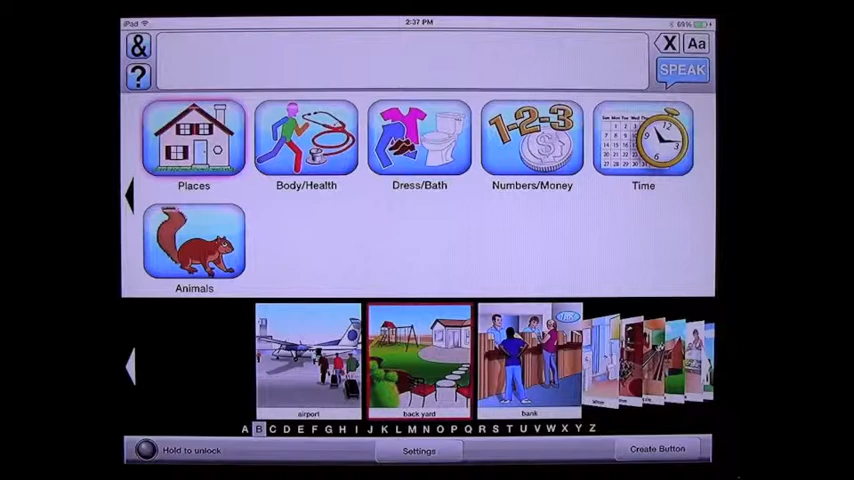 iPad
2:37 PM
69%
&
X
Aa
?
SPEAK
1-2-3
Places
Body/Health
Dress/Bath
Numbers/Money
Time
Animals
airport
back yard
bank
A B C D E F G H I J K L M N O P Q R S T U V W X Y Z
Hold to unlock
Settings
Create Button